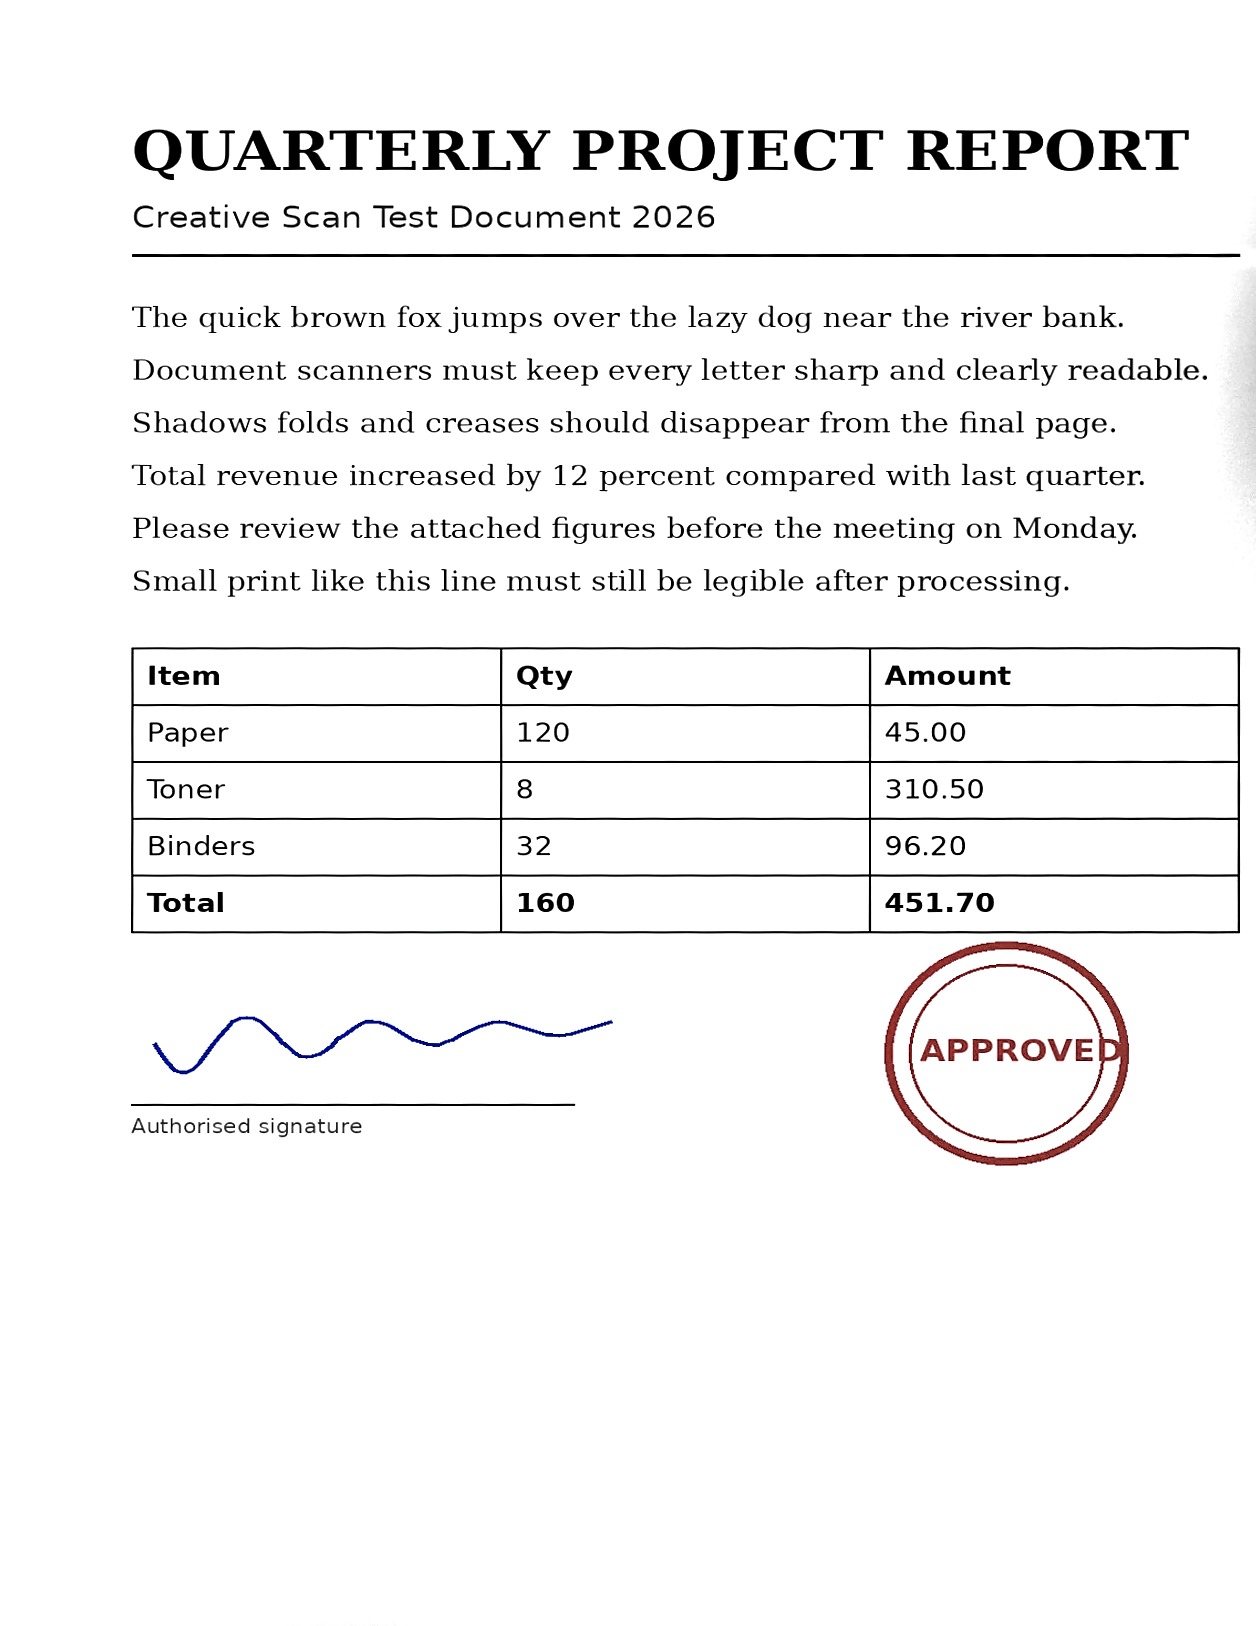 QUARTERLY PROJECT REPORT
Creative Scan Test Document 2026
The quick brown fox jumps over the lazy dog near the river bank.
Document scanners must keep every letter sharp and clearly readable.
Shadows folds and creases should disappear from the final page.
Total revenue increased by 12 percent compared with last quarter.
Please review the attached figures before the meeting on Monday.
Small print like this line must still be legible after processing.
Item Qty Amount
Paper 120 45.00
Toner 8 310.50
Binders 32 96.20
Total 160 451.70
APPROVED
Authorised signature